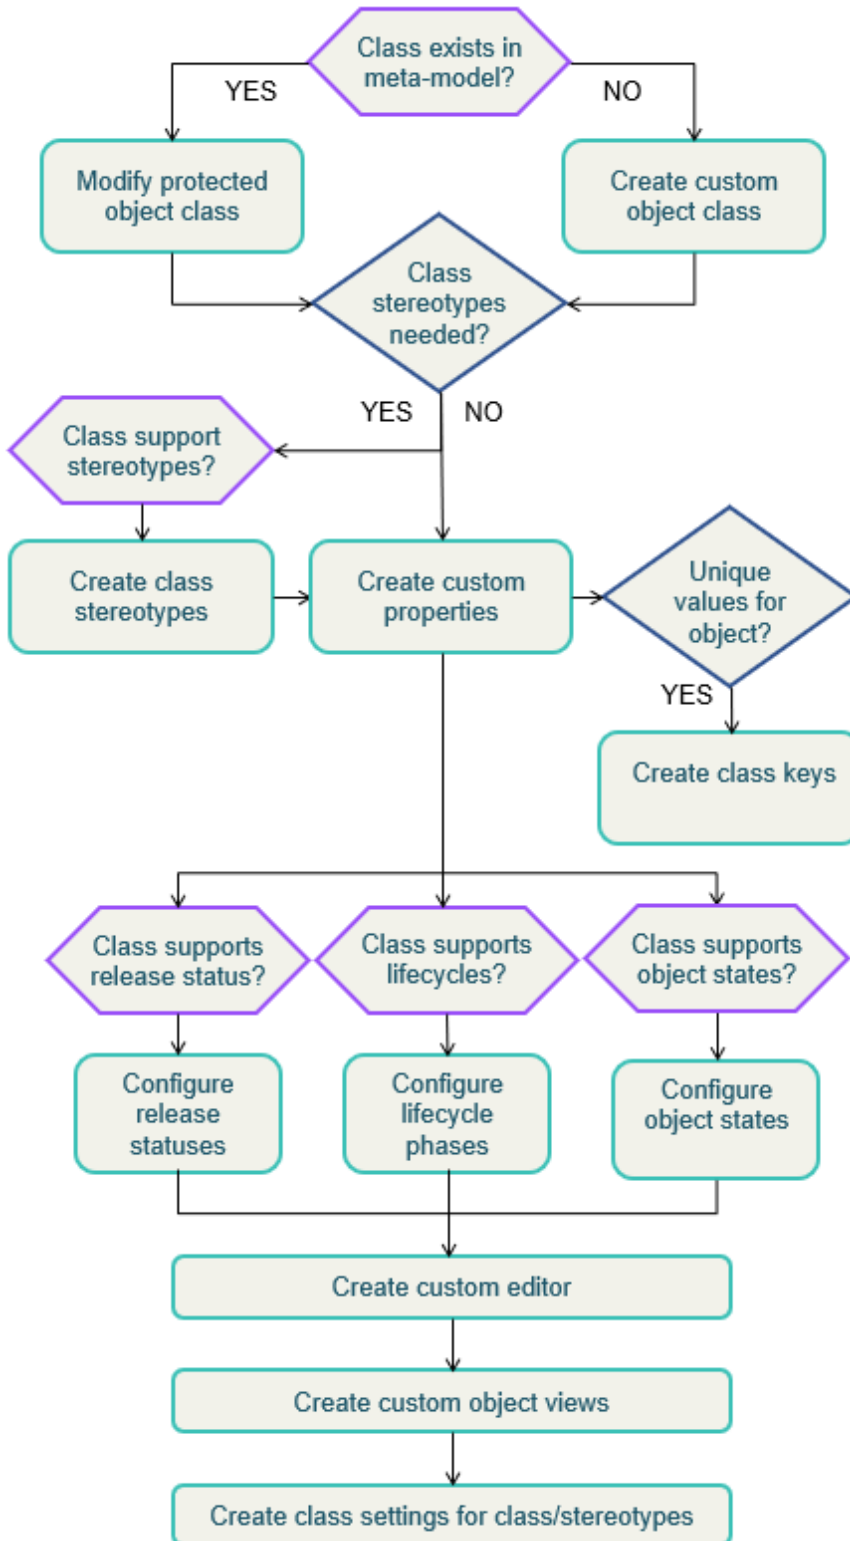 Class exists in
meta-model?
YES
NO
Modify protected
object class
Create custom
object class
Class
stereotypes
needed?
YES
NO
Class support
stereotypes?
Create class
stereotypes
Create custom
properties
Unique
values for
object?
YES
Create class keys
Class supports
release status?
Class supports
lifecycles?
Class supports
object states?
Configure
release
statuses
Configure
lifecycle
phases
Configure
object states
Create custom editor
Create custom object views
Create class settings for class/stereotypes